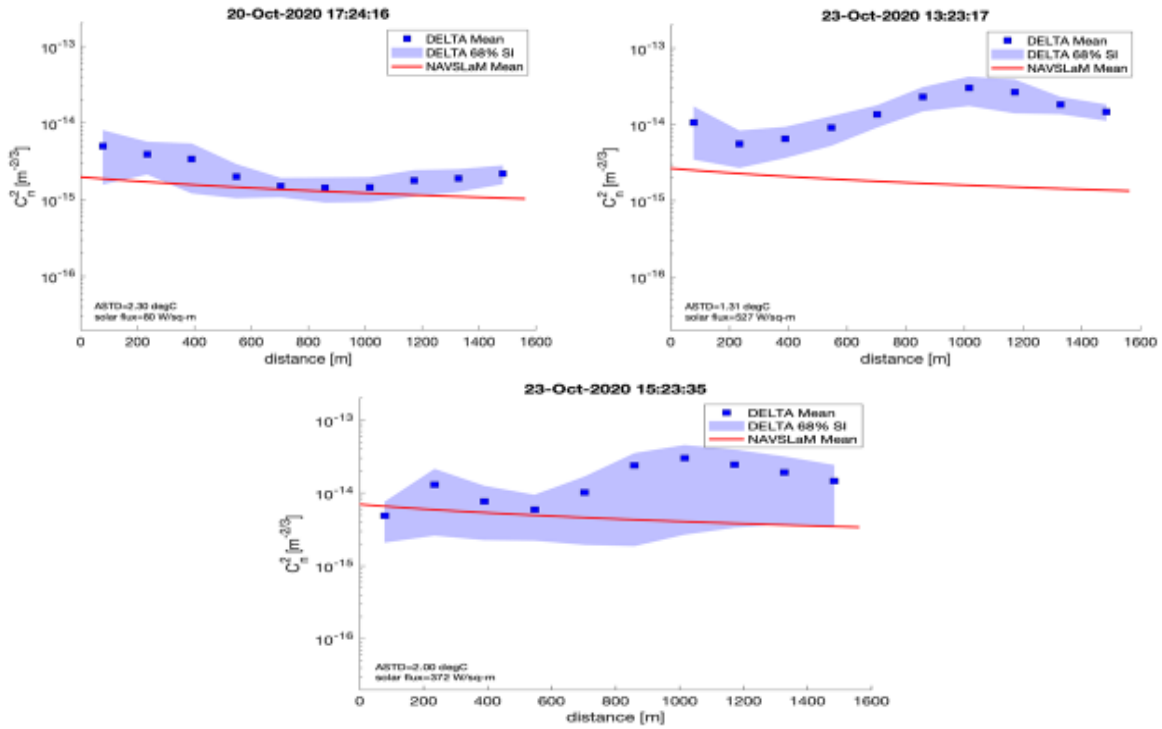 20-Oct-2020 17:24:16
10^-13
10^-14
10^-15
10^-16
C_n^2 [m^-2/3]
DELTA Mean
DELTA 68% SI
NAVSLaM Mean
ASTD=2.30 degC
solar flux=80 W/sq-m
0 200 400 600 800 1000 1200 1400 1600
distance [m]
23-Oct-2020 13:23:17
10^-13
10^-14
10^-15
10^-16
C_n^2 [m^-2/3]
DELTA Mean
DELTA 68% SI
NAVSLaM Mean
ASTD=1.31 degC
solar flux=527 W/sq-m
0 200 400 600 800 1000 1200 1400 1600
distance [m]
23-Oct-2020 15:23:35
10^-13
10^-14
10^-15
10^-16
C_n^2 [m^-2/3]
DELTA Mean
DELTA 68% SI
NAVSLaM Mean
ASTD=2.00 degC
solar flux=372 W/sq-m
0 200 400 600 800 1000 1200 1400 1600
distance [m]